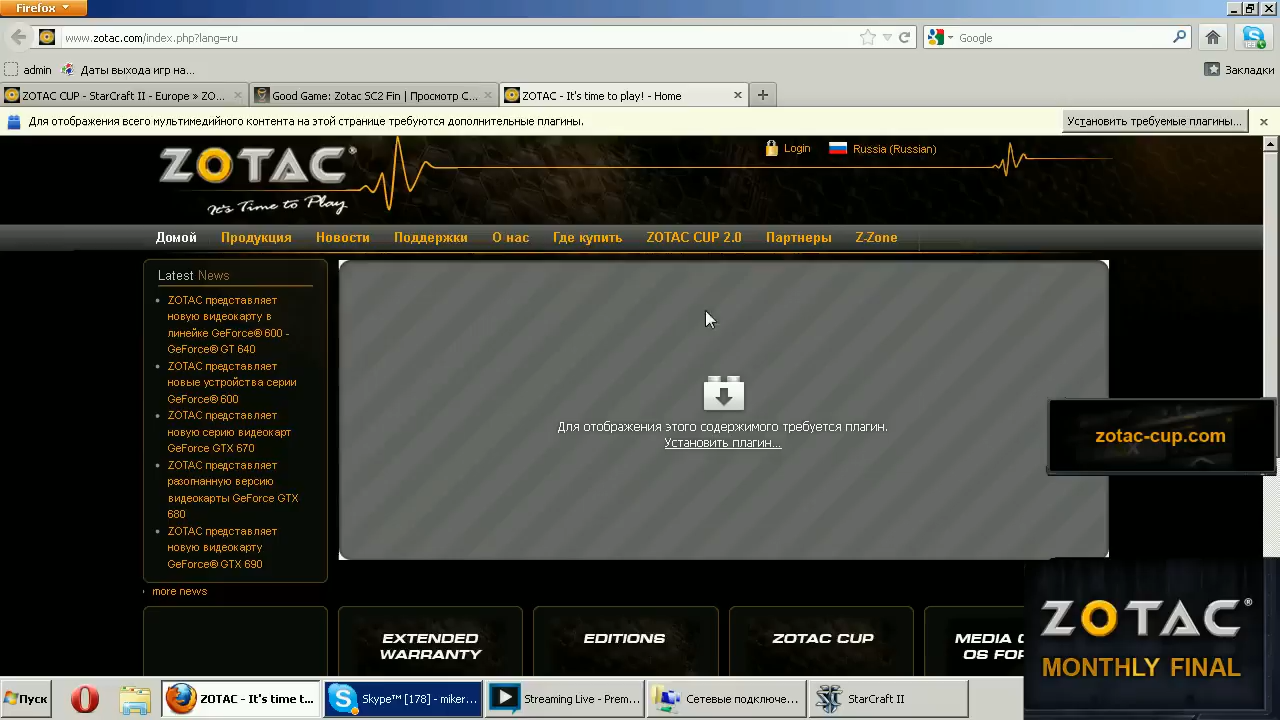 Firefox
www.zotac.com/index.php?lang=ru
Google
admin
Даты выхода игр на...
Закладки
ZOTAC CUP - StarCraft II - Europe » ZO...
Good Game: Zotac SC2 Fin | Просмотр С...
ZOTAC - It's time to play! - Home
Для отображения всего мультимедийного контента на этой странице требуются дополнительные плагины.
Установить требуемые плагины...
ZOTAC®
It's Time to Play
Login
Russia (Russian)
Домой
Продукция
Новости
Поддержки
О нас
Где купить
ZOTAC CUP 2.0
Партнеры
Z-Zone
Latest News
ZOTAC представляет
новую видеокарту в
линейке GeForce® 600 -
GeForce® GT 640
ZOTAC представляет
новые устройства серии
GeForce® 600
ZOTAC представляет
новую серию видеокарт
GeForce GTX 670
ZOTAC представляет
разогнанную версию
видеокарты GeForce GTX
680
ZOTAC представляет
новую видеокарту
GeForce® GTX 690
more news
Для отображения этого содержимого требуется плагин.
Установить плагин...
zotac-cup.com
EXTENDED
WARRANTY
EDITIONS
ZOTAC CUP
MEDIA
OS FOR
ZOTAC®
MONTHLY FINAL
Пуск
ZOTAC - It's time t...
Skype™ [178] - miker...
Streaming Live - Prem...
Сетевые подключе...
StarCraft II